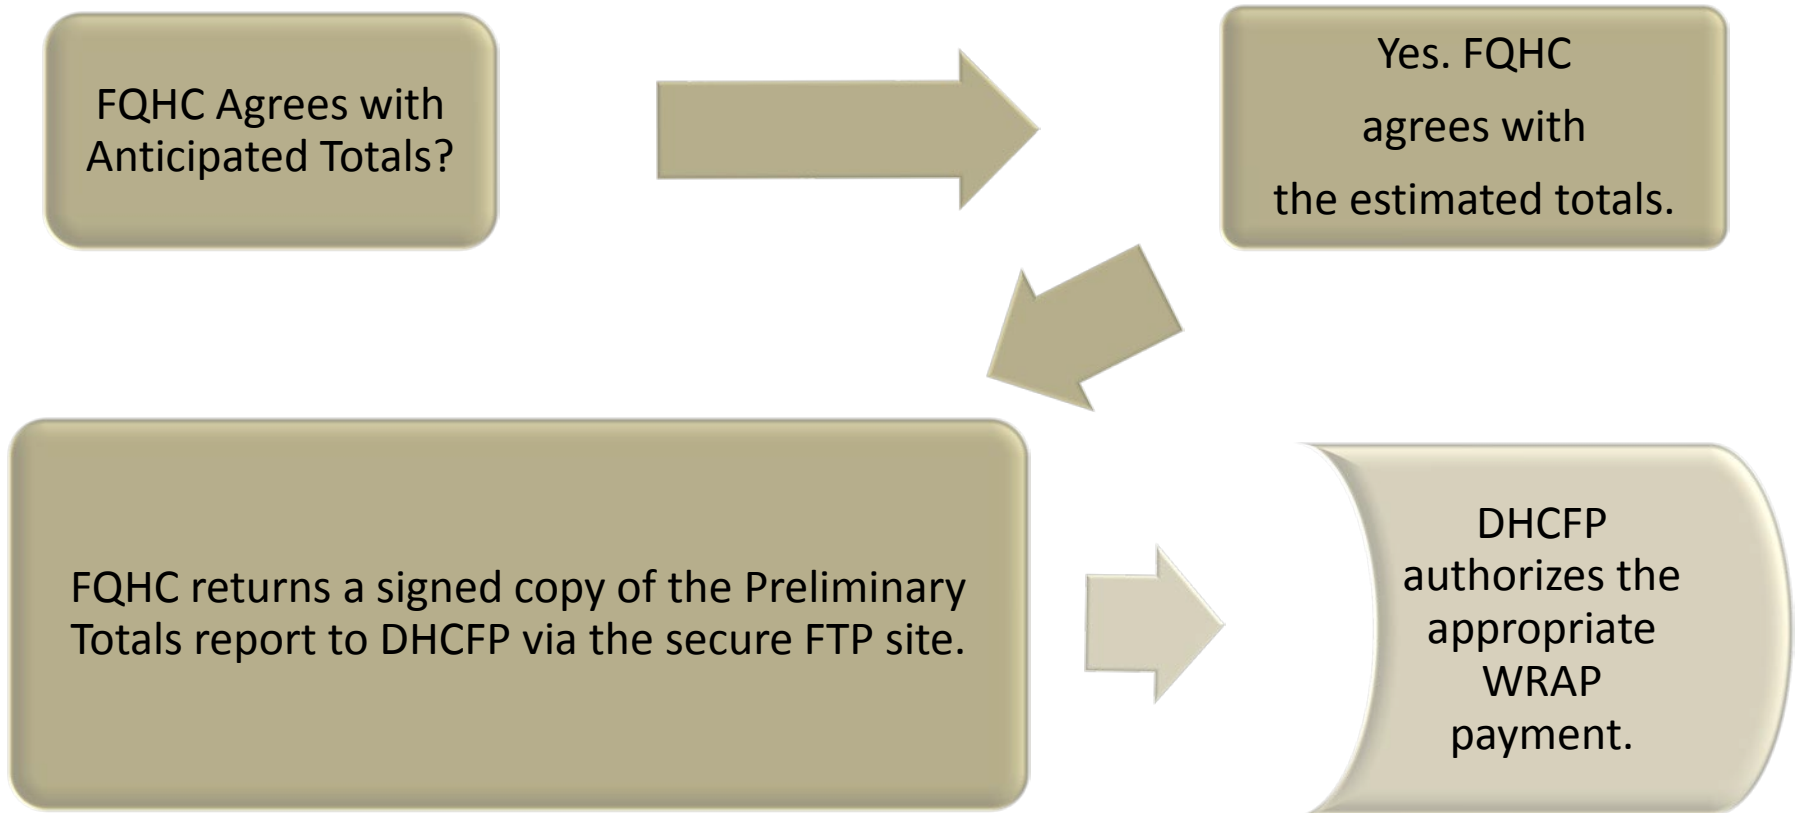 FQHC Agrees with
Anticipated Totals?
Yes. FQHC
agrees with
the estimated totals.
FQHC returns a signed copy of the Preliminary
Totals report to DHCFP via the secure FTP site.
DHCFP
authorizes the
appropriate
WRAP
payment.